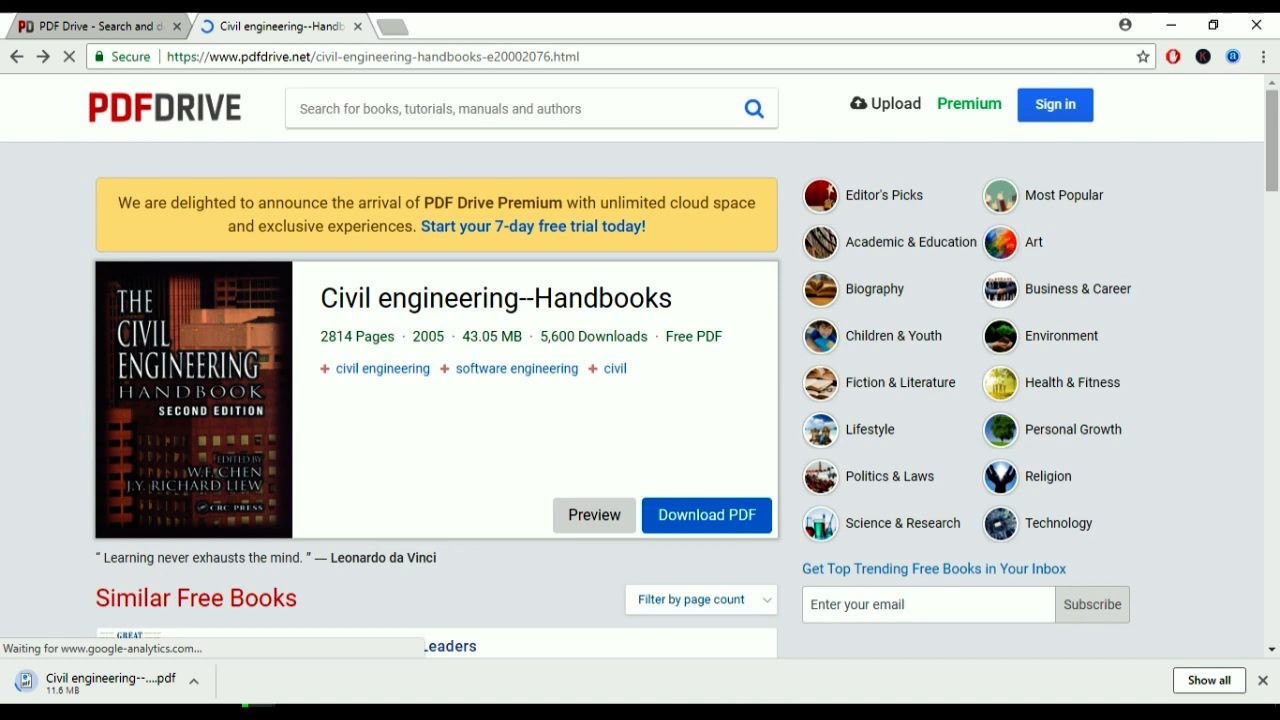 PDF Drive - Search and d
Civil engineering--Handb
Secure
https://www.pdfdrive.net/civil-engineering-handbooks-e20002076.html
PDFDRIVE
Search for books, tutorials, manuals and authors
Upload
Premium
Sign in
We are delighted to announce the arrival of PDF Drive Premium with unlimited cloud space
and exclusive experiences. Start your 7-day free trial today!
THE
CIVIL
ENGINEERING
HANDBOOK
SECOND EDITION
EDITED BY
W.F. CHEN
J.Y. RICHARD LIEW
CRC PRESS
Civil engineering--Handbooks
2814 Pages · 2005 · 43.05 MB · 5,600 Downloads · Free PDF
+ civil engineering + software engineering + civil
Preview
Download PDF
“ Learning never exhausts the mind. ” — Leonardo da Vinci
Similar Free Books
Filter by page count
GREAT
Leaders
Editor's Picks
Most Popular
Academic & Education
Art
Biography
Business & Career
Children & Youth
Environment
Fiction & Literature
Health & Fitness
Lifestyle
Personal Growth
Politics & Laws
Religion
Science & Research
Technology
Get Top Trending Free Books in Your Inbox
Enter your email
Subscribe
Waiting for www.google-analytics.com...
Civil engineering--....pdf
11.6 MB
Show all